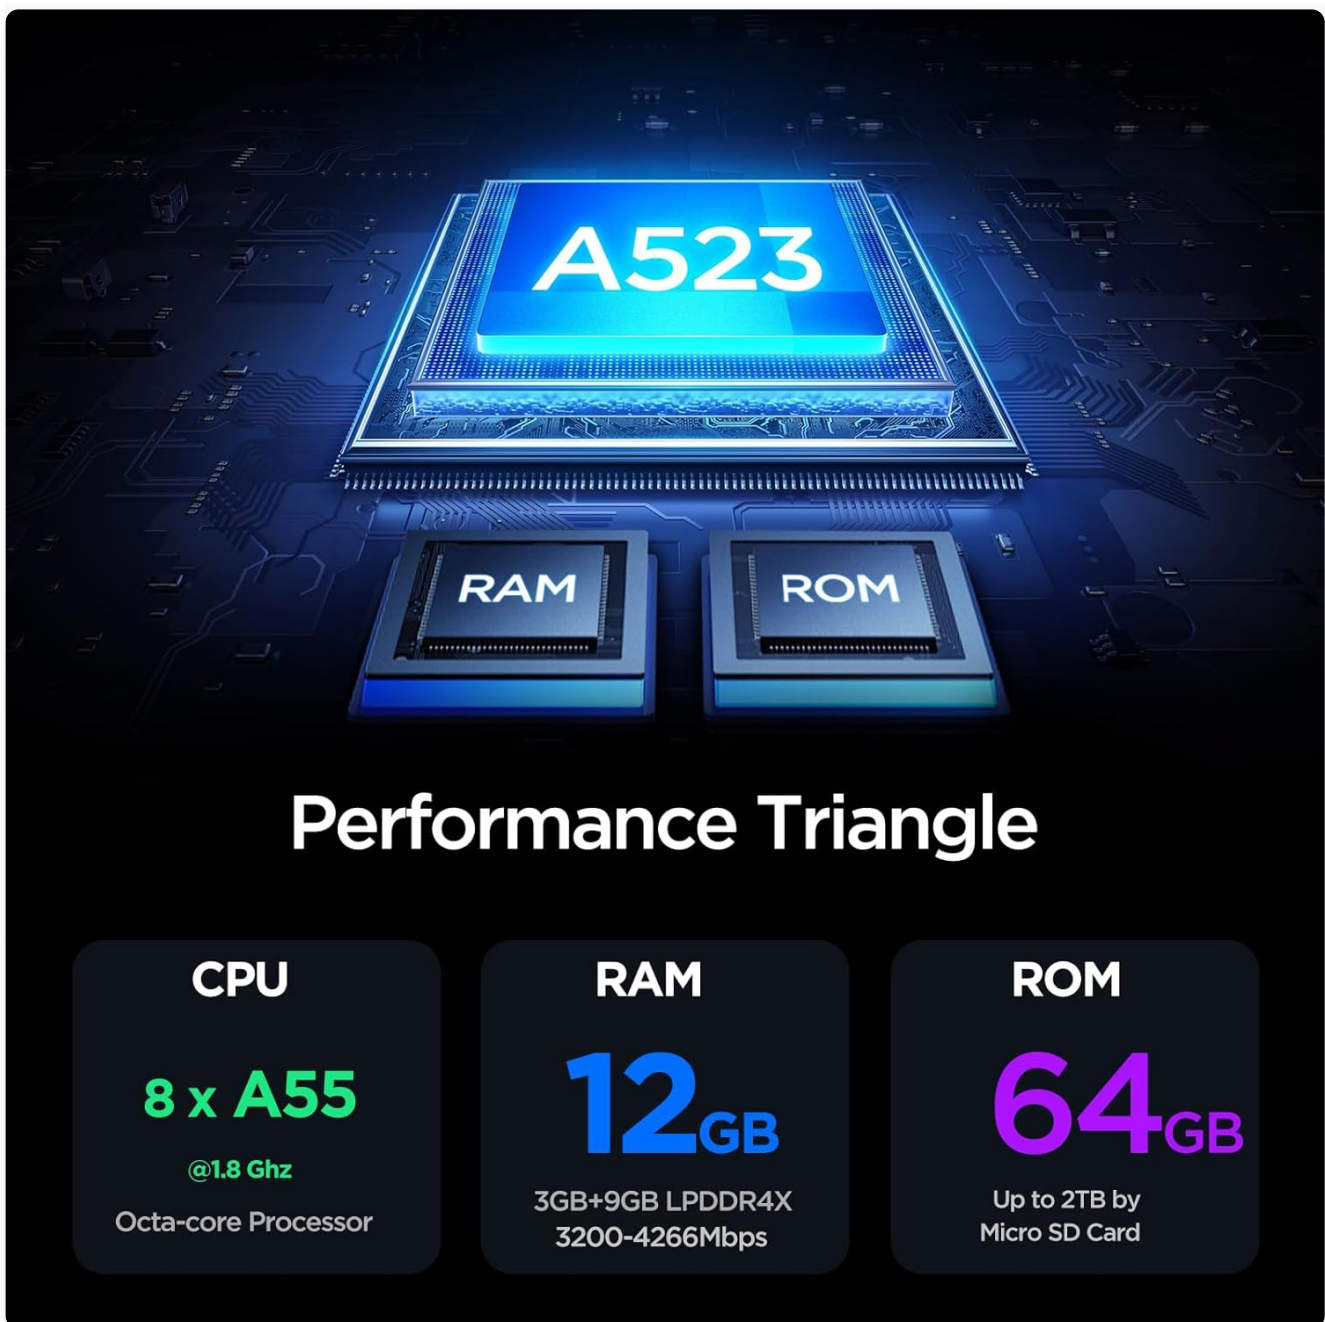 A523
RAM
ROM
Performance Triangle
CPU
8 x A55
@1.8 Ghz
Octa-core Processor
RAM
12GB
3GB+9GB LPDDR4X
3200-4266Mbps
ROM
64GB
Up to 2TB by
Micro SD Card